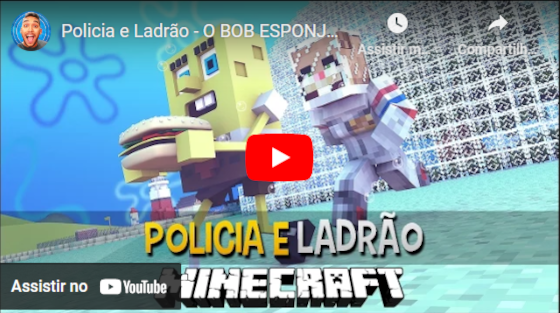 Policia e Ladrão - O BOB ESPONJ...
Assistir m...
Compartilh...
POLICIA E LADRÃO
MINECRAFT
Assistir no YouTube